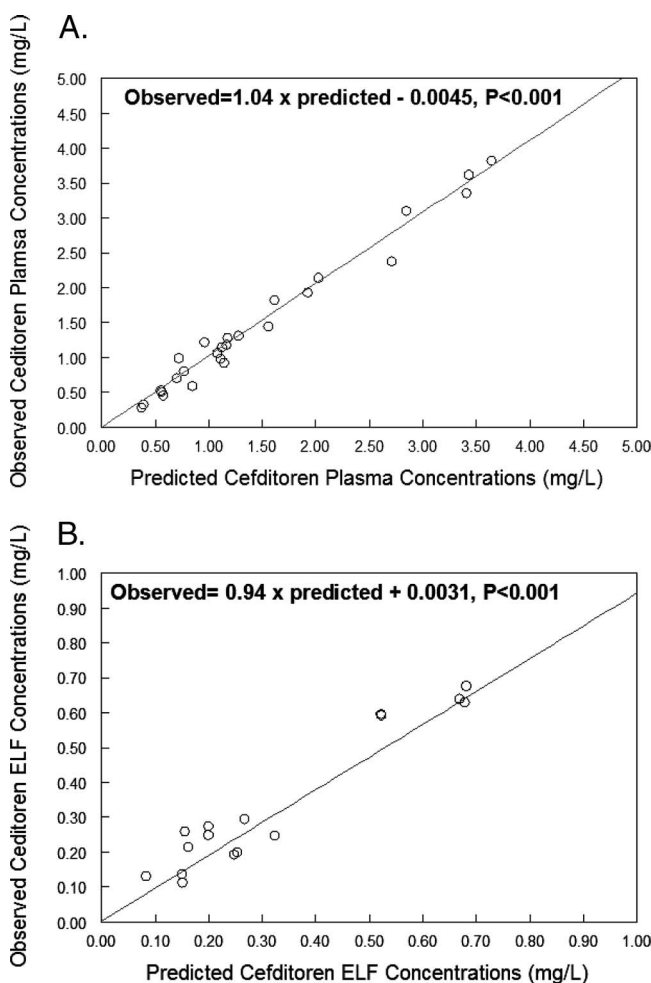 A.
Observed Ceditoren Plamsa Concentrations (mg/L)
Observed=1.04 x predicted - 0.0045, P<0.001
5.00
4.50
4.00
3.50
3.00
2.50
2.00
1.50
1.00
0.50
0.00
0.00 0.50 1.00 1.50 2.00 2.50 3.00 3.50 4.00 4.50 5.00
Predicted Cefditoren Plasma Concentrations (mg/L)
B.
Observed Ceditoren ELF Concentrations (mg/L)
Observed= 0.94 x predicted + 0.0031, P<0.001
1.00
0.90
0.80
0.70
0.60
0.50
0.40
0.30
0.20
0.10
0.00
0.00 0.10 0.20 0.30 0.40 0.50 0.60 0.70 0.80 0.90 1.00
Predicted Cefditoren ELF Concentrations (mg/L)